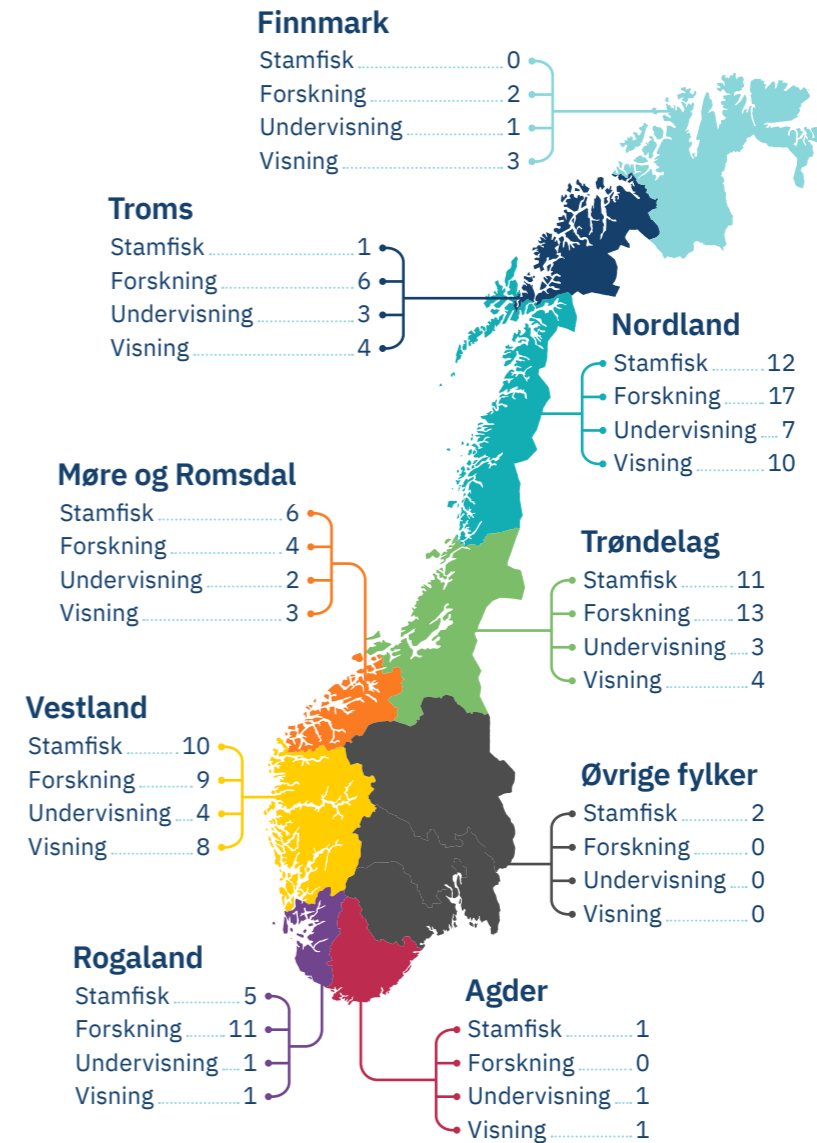 Finnmark
Stamfisk 0
Forskning 2
Undervisning 1
Visning 3
Troms
Stamfisk 1
Forskning 6
Undervisning 3
Visning 4
Nordland
Stamfisk 12
Forskning 17
Undervisning 7
Visning 10
Møre og Romsdal
Stamfisk 6
Forskning 4
Undervisning 2
Visning 3
Trøndelag
Stamfisk 11
Forskning 13
Undervisning 3
Visning 4
Vestland
Stamfisk 10
Forskning 9
Undervisning 4
Visning 8
Øvrige fylker
Stamfisk 2
Forskning 0
Undervisning 0
Visning 0
Rogaland
Stamfisk 5
Forskning 11
Undervisning 1
Visning 1
Agder
Stamfisk 1
Forskning 0
Undervisning 1
Visning 1